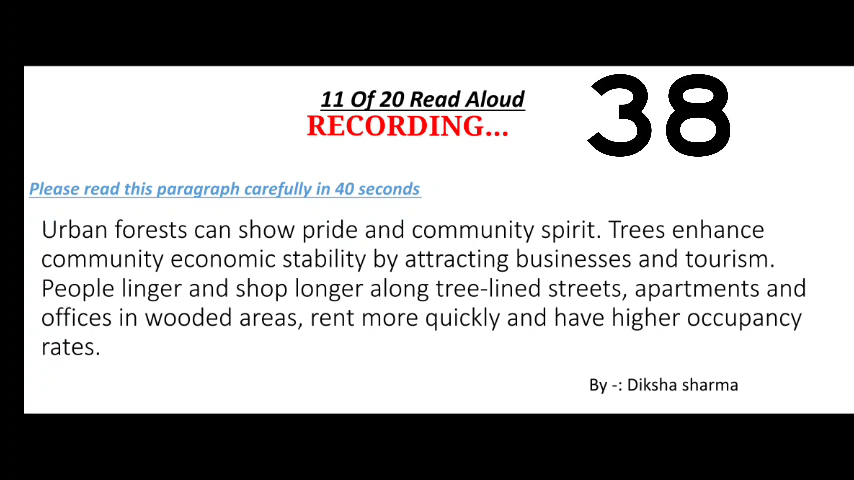 11 Of 20 Read Aloud
RECORDING...
38
Please read this paragraph carefully in 40 seconds
Urban forests can show pride and community spirit. Trees enhance
community economic stability by attracting businesses and tourism.
People linger and shop longer along tree-lined streets, apartments and
offices in wooded areas, rent more quickly and have higher occupancy
rates.
By -: Diksha sharma